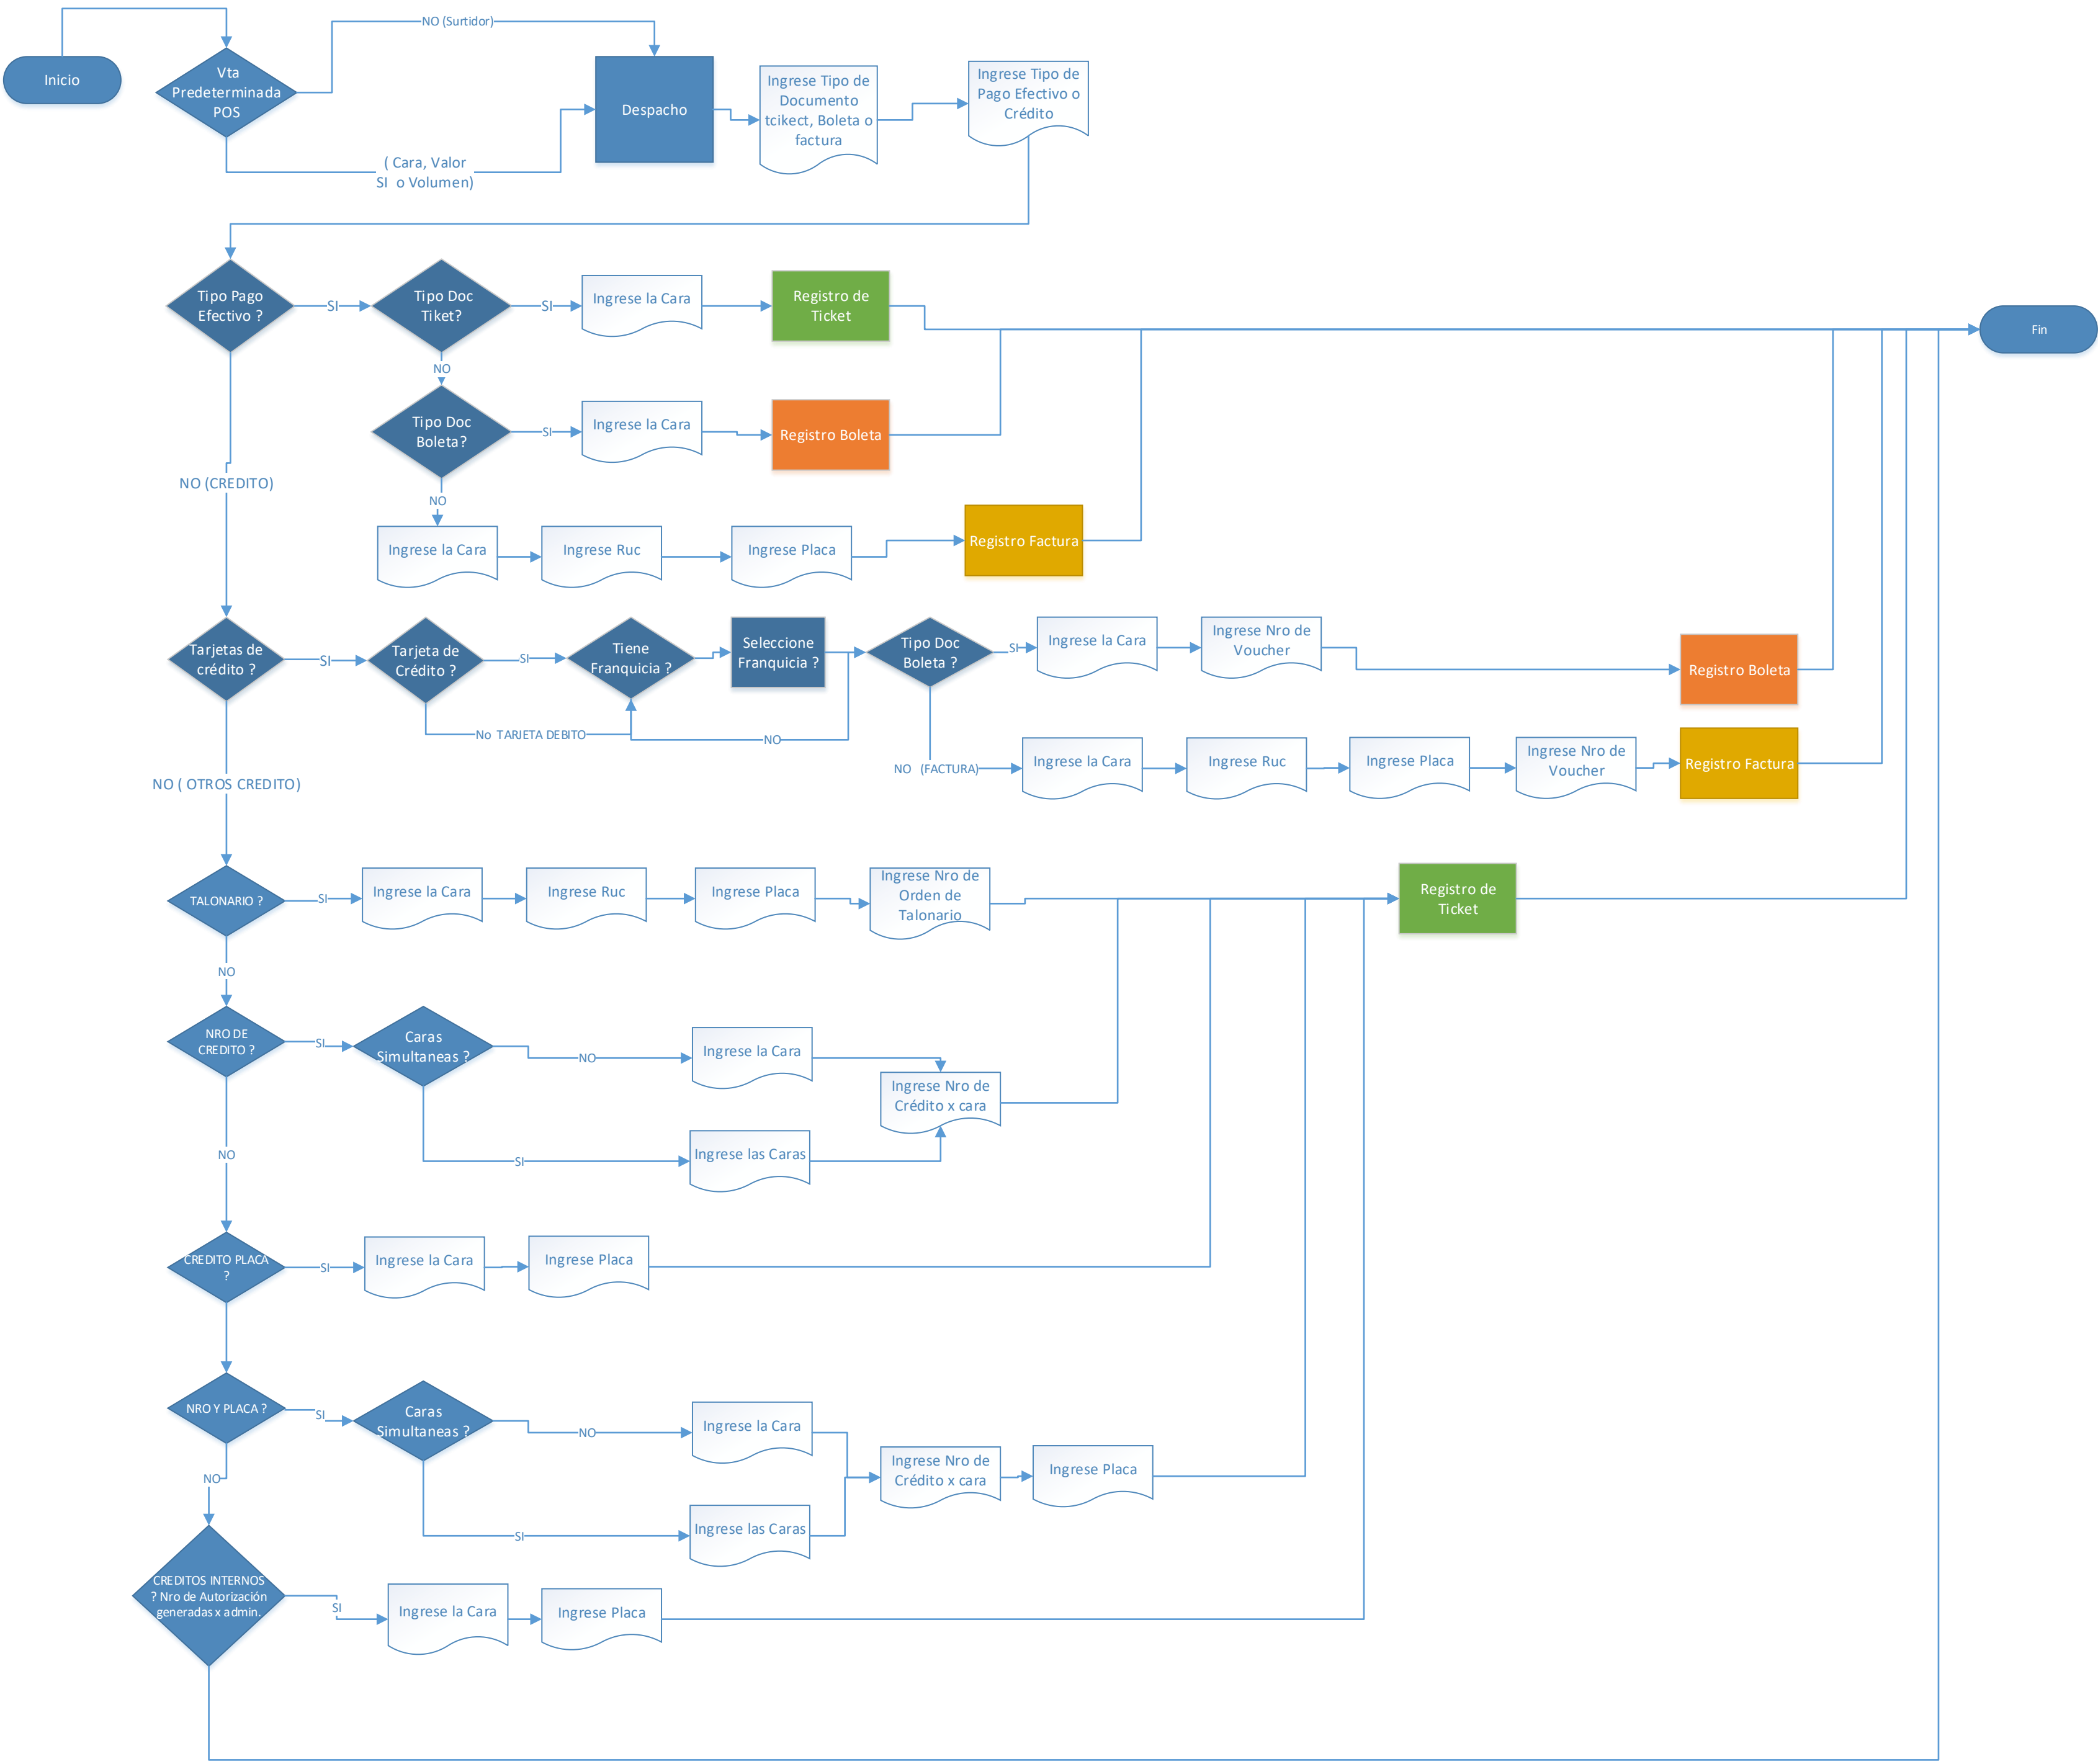 NO (Surtidor)
Inicio
Vta
Predeterminada
POS
Despacho
Ingrese Tipo de
Documento
tcikect, Boleta o
factura
Ingrese Tipo de
Pago Efectivo o
Crédito
( Cara, Valor
SI o Volumen)
Tipo Pago
Efectivo ?
SI
Tipo Doc
Tiket?
SI
Ingrese la Cara
Registro de
Ticket
Fin
NO
Tipo Doc
Boleta?
SI
Ingrese la Cara
Registro Boleta
NO (CREDITO)
NO
Ingrese la Cara
Ingrese Ruc
Ingrese Placa
Registro Factura
Tarjetas de
crédito ?
SI
Tarjeta de
Crédito ?
SI
Tiene
Franquicia ?
Seleccione
Franquicia ?
Tipo Doc
Boleta ?
SI
Ingrese la Cara
Ingrese Nro de
Voucher
Registro Boleta
No TARJETA DEBITO
NO
NO (FACTURA)
Ingrese la Cara
Ingrese Ruc
Ingrese Placa
Ingrese Nro de
Voucher
Registro Factura
NO ( OTROS CREDITO)
TALONARIO ?
SI
Ingrese la Cara
Ingrese Ruc
Ingrese Placa
Ingrese Nro de
Orden de
Talonario
Registro de
Ticket
NO
NRO DE
CREDITO ?
SI
Caras
Simultaneas ?
NO
Ingrese la Cara
Ingrese Nro de
Crédito x cara
NO
SI
Ingrese las Caras
CREDITO PLACA
?
SI
Ingrese la Cara
Ingrese Placa
NRO Y PLACA ?
SI
Caras
Simultaneas ?
NO
Ingrese la Cara
Ingrese Nro de
Crédito x cara
Ingrese Placa
NO
SI
Ingrese las Caras
CREDITOS INTERNOS
? Nro de Autorización
generadas x admin.
SI
Ingrese la Cara
Ingrese Placa